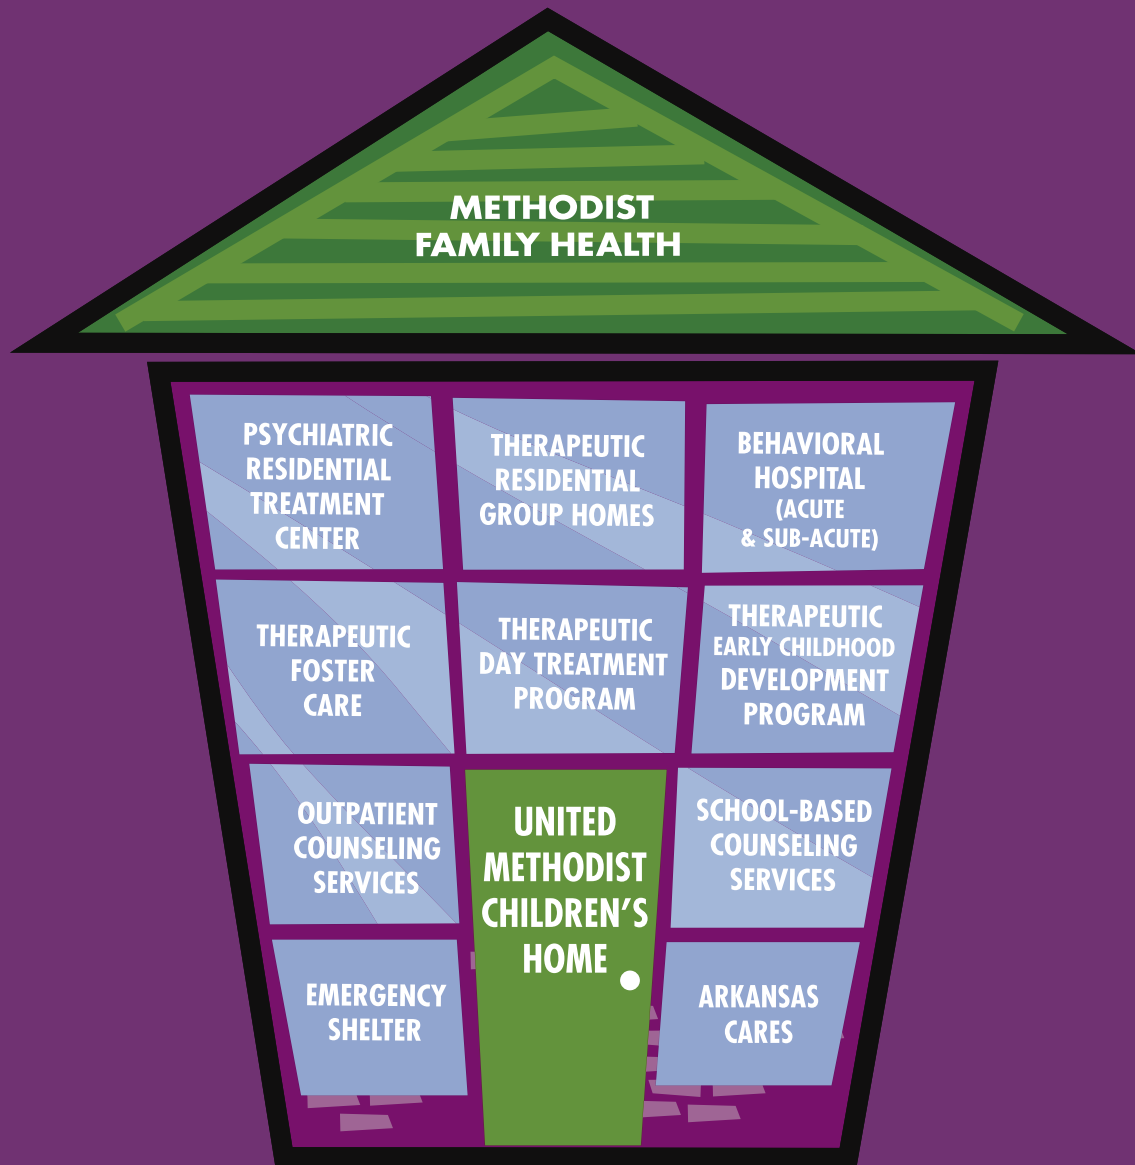 METHODIST
FAMILY HEALTH
PSYCHIATRIC
RESIDENTIAL
TREATMENT
CENTER
THERAPEUTIC
RESIDENTIAL
GROUP HOMES
BEHAVIORAL
HOSPITAL
(ACUTE
& SUB-ACUTE)
THERAPEUTIC
FOSTER
CARE
THERAPEUTIC
DAY TREATMENT
PROGRAM
THERAPEUTIC
EARLY CHILDHOOD
DEVELOPMENT
PROGRAM
OUTPATIENT
COUNSELING
SERVICES
UNITED
METHODIST
CHILDREN'S
HOME
SCHOOL-BASED
COUNSELING
SERVICES
EMERGENCY
SHELTER
ARKANSAS
CARES